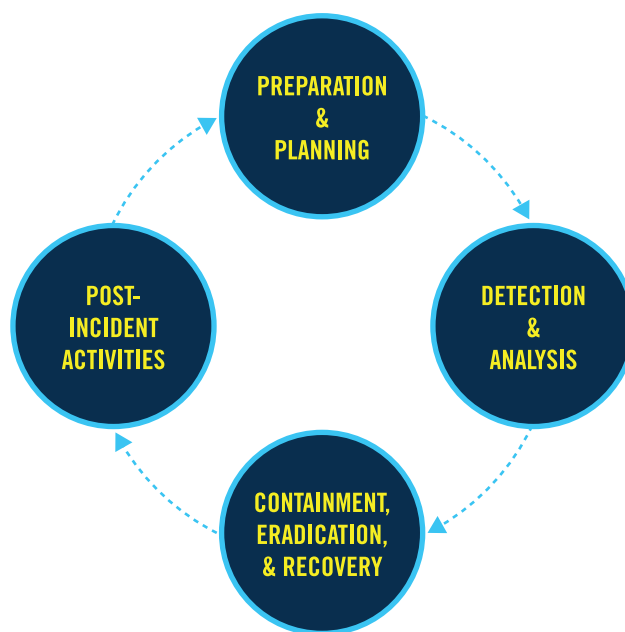 PREPARATION
&
PLANNING
DETECTION
&
ANALYSIS
CONTAINMENT,
ERADICATION,
& RECOVERY
POST-
INCIDENT
ACTIVITIES